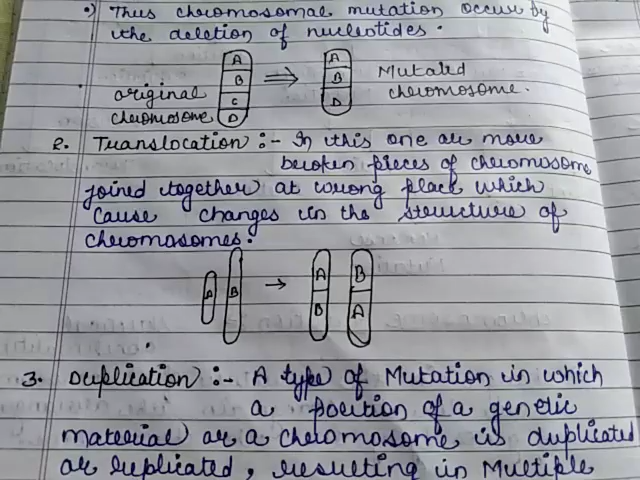 •) Thus chromosomal mutation occur by
the deletion of nucleotides.
A A
B ⇒ B Mutated
original C D chromosome.
chromosome D
2. Translocation :- In this one or more
broken pieces of chromosome
joined together at wrong place which
cause changes in the structure of
chromosomes.
A B → A B
B A
3. Duplication :- A type of Mutation in which
a portion of a genetic
material or a chromosome is duplicated
or replicated, resulting in Multiple